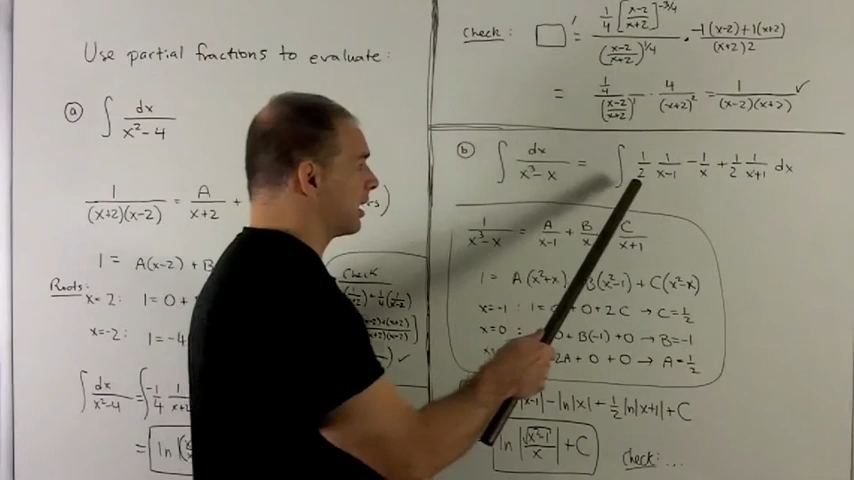 Use partial fractions to evaluate:
ⓐ ∫ dx/(x²-4)
1/((x+2)(x-2)) = A/(x+2) +
1 = A(x-2) + B
Roots:
x=2: 1=0+
x=-2: 1=-4
∫ dx/(x²-4) = ∫ -1/4 1/(x+2)
= ln|
Check
Check: □' = (1/4 [(x-2)/(x+2)]^(-3/4))/((x-2)/(x+2))^(1/4) · (-1(x-2)+1(x+2))/(x+2)2
= (1/4)/((x-2)/(x+2))^1 · 4/(x+2)² = 1/((x-2)(x+2)) ✓
ⓑ ∫ dx/(x³-x) = ∫ 1/2 1/(x-1) - 1/x + 1/2 1/(x+1) dx
1/(x³-x) = A/(x-1) + B/x C/(x+1)
1 = A(x²+x) B(x²-1) + C(x²-x)
x=-1: 1= +0+2C → C=1/2
x=0: 0+B(-1)+0 → B=-1
2A+0+0 → A=1/2
|x-1|-ln|x|+1/2 ln|x+1|+C
ln|√(x²-1)/x| + C
Check: ...